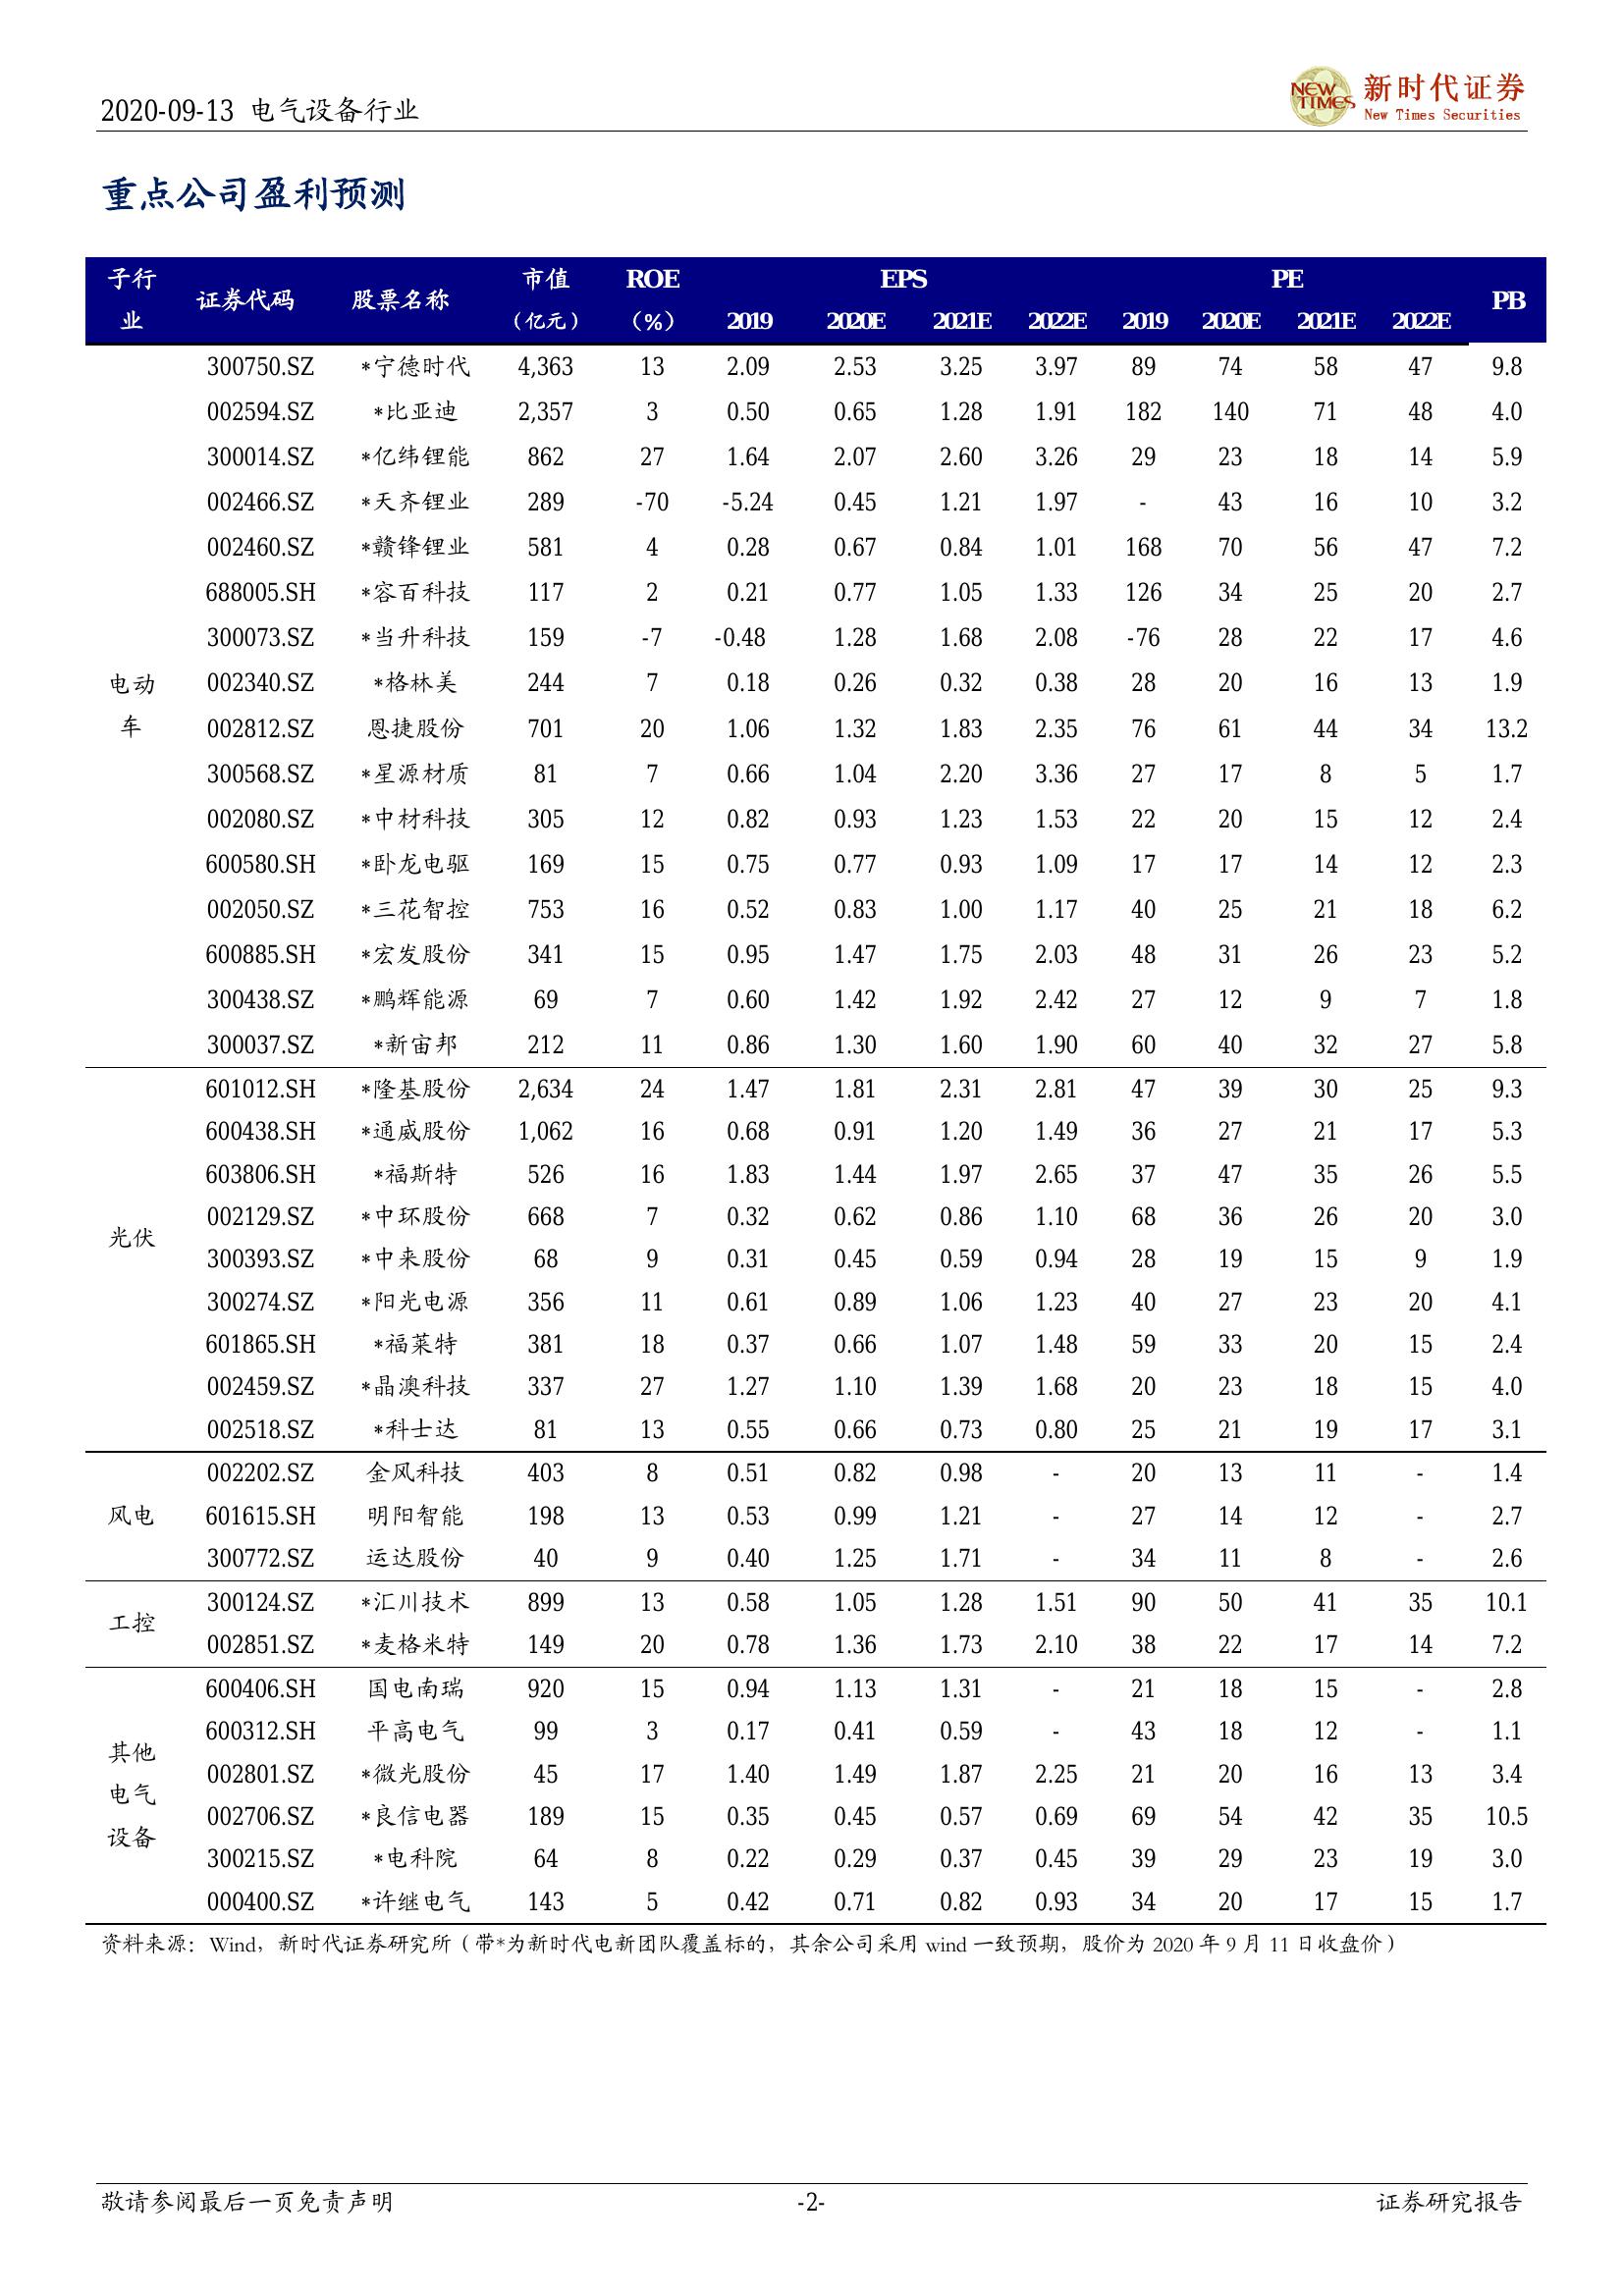 2020-09-13 电气设备行业
NEW TIMES
新时代证券
New Times Securities
重点公司盈利预测
子行业 证券代码 股票名称 市值（亿元） ROE（%） EPS PE PB
2019 2020E 2021E 2022E 2019 2020E 2021E 2022E
电动车
300750.SZ *宁德时代 4,363 13 2.09 2.53 3.25 3.97 89 74 58 47 9.8
002594.SZ *比亚迪 2,357 3 0.50 0.65 1.28 1.91 182 140 71 48 4.0
300014.SZ *亿纬锂能 862 27 1.64 2.07 2.60 3.26 29 23 18 14 5.9
002466.SZ *天齐锂业 289 -70 -5.24 0.45 1.21 1.97 - 43 16 10 3.2
002460.SZ *赣锋锂业 581 4 0.28 0.67 0.84 1.01 168 70 56 47 7.2
688005.SH *容百科技 117 2 0.21 0.77 1.05 1.33 126 34 25 20 2.7
300073.SZ *当升科技 159 -7 -0.48 1.28 1.68 2.08 -76 28 22 17 4.6
002340.SZ *格林美 244 7 0.18 0.26 0.32 0.38 28 20 16 13 1.9
002812.SZ 恩捷股份 701 20 1.06 1.32 1.83 2.35 76 61 44 34 13.2
300568.SZ *星源材质 81 7 0.66 1.04 2.20 3.36 27 17 8 5 1.7
002080.SZ *中材科技 305 12 0.82 0.93 1.23 1.53 22 20 15 12 2.4
600580.SH *卧龙电驱 169 15 0.75 0.77 0.93 1.09 17 17 14 12 2.3
002050.SZ *三花智控 753 16 0.52 0.83 1.00 1.17 40 25 21 18 6.2
600885.SH *宏发股份 341 15 0.95 1.47 1.75 2.03 48 31 26 23 5.2
300438.SZ *鹏辉能源 69 7 0.60 1.42 1.92 2.42 27 12 9 7 1.8
300037.SZ *新宙邦 212 11 0.86 1.30 1.60 1.90 60 40 32 27 5.8
光伏
601012.SH *隆基股份 2,634 24 1.47 1.81 2.31 2.81 47 39 30 25 9.3
600438.SH *通威股份 1,062 16 0.68 0.91 1.20 1.49 36 27 21 17 5.3
603806.SH *福斯特 526 16 1.83 1.44 1.97 2.65 37 47 35 26 5.5
002129.SZ *中环股份 668 7 0.32 0.62 0.86 1.10 68 36 26 20 3.0
300393.SZ *中来股份 68 9 0.31 0.45 0.59 0.94 28 19 15 9 1.9
300274.SZ *阳光电源 356 11 0.61 0.89 1.06 1.23 40 27 23 20 4.1
601865.SH *福莱特 381 18 0.37 0.66 1.07 1.48 59 33 20 15 2.4
002459.SZ *晶澳科技 337 27 1.27 1.10 1.39 1.68 20 23 18 15 4.0
002518.SZ *科士达 81 13 0.55 0.66 0.73 0.80 25 21 19 17 3.1
风电
002202.SZ 金风科技 403 8 0.51 0.82 0.98 - 20 13 11 - 1.4
601615.SH 明阳智能 198 13 0.53 0.99 1.21 - 27 14 12 - 2.7
300772.SZ 运达股份 40 9 0.40 1.25 1.71 - 34 11 8 - 2.6
工控
300124.SZ *汇川技术 899 13 0.58 1.05 1.28 1.51 90 50 41 35 10.1
002851.SZ *麦格米特 149 20 0.78 1.36 1.73 2.10 38 22 17 14 7.2
其他电气设备
600406.SH 国电南瑞 920 15 0.94 1.13 1.31 - 21 18 15 - 2.8
600312.SH 平高电气 99 3 0.17 0.41 0.59 - 43 18 12 - 1.1
002801.SZ *微光股份 45 17 1.40 1.49 1.87 2.25 21 20 16 13 3.4
002706.SZ *良信电器 189 15 0.35 0.45 0.57 0.69 69 54 42 35 10.5
300215.SZ *电科院 64 8 0.22 0.29 0.37 0.45 39 29 23 19 3.0
000400.SZ *许继电气 143 5 0.42 0.71 0.82 0.93 34 20 17 15 1.7
资料来源：Wind，新时代证券研究所（带*为新时代电新团队覆盖标的，其余公司采用 wind 一致预期，股价为 2020 年 9 月 11 日收盘价）
敬请参阅最后一页免责声明 -2- 证券研究报告